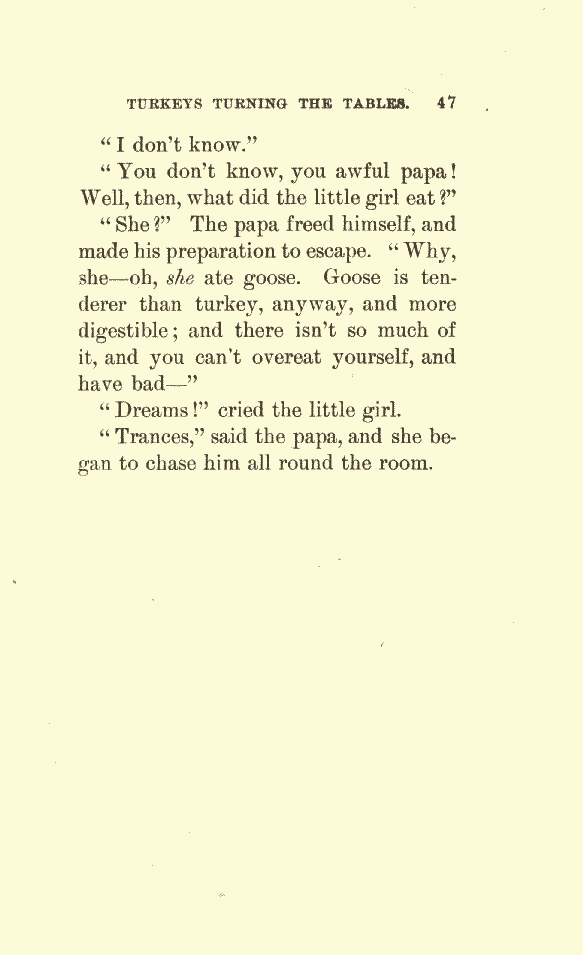 TURKEYS TURNING THE TABLES. 47
“I don't know.”
“You don't know, you awful papa!
Well, then, what did the little girl eat?”
“She?” The papa freed himself, and
made his preparation to escape. “Why,
she—oh, she ate goose. Goose is ten-
derer than turkey, anyway, and more
digestible; and there isn't so much of
it, and you can't overeat yourself, and
have bad—”
“Dreams!” cried the little girl.
“Trances,” said the papa, and she be-
gan to chase him all round the room.